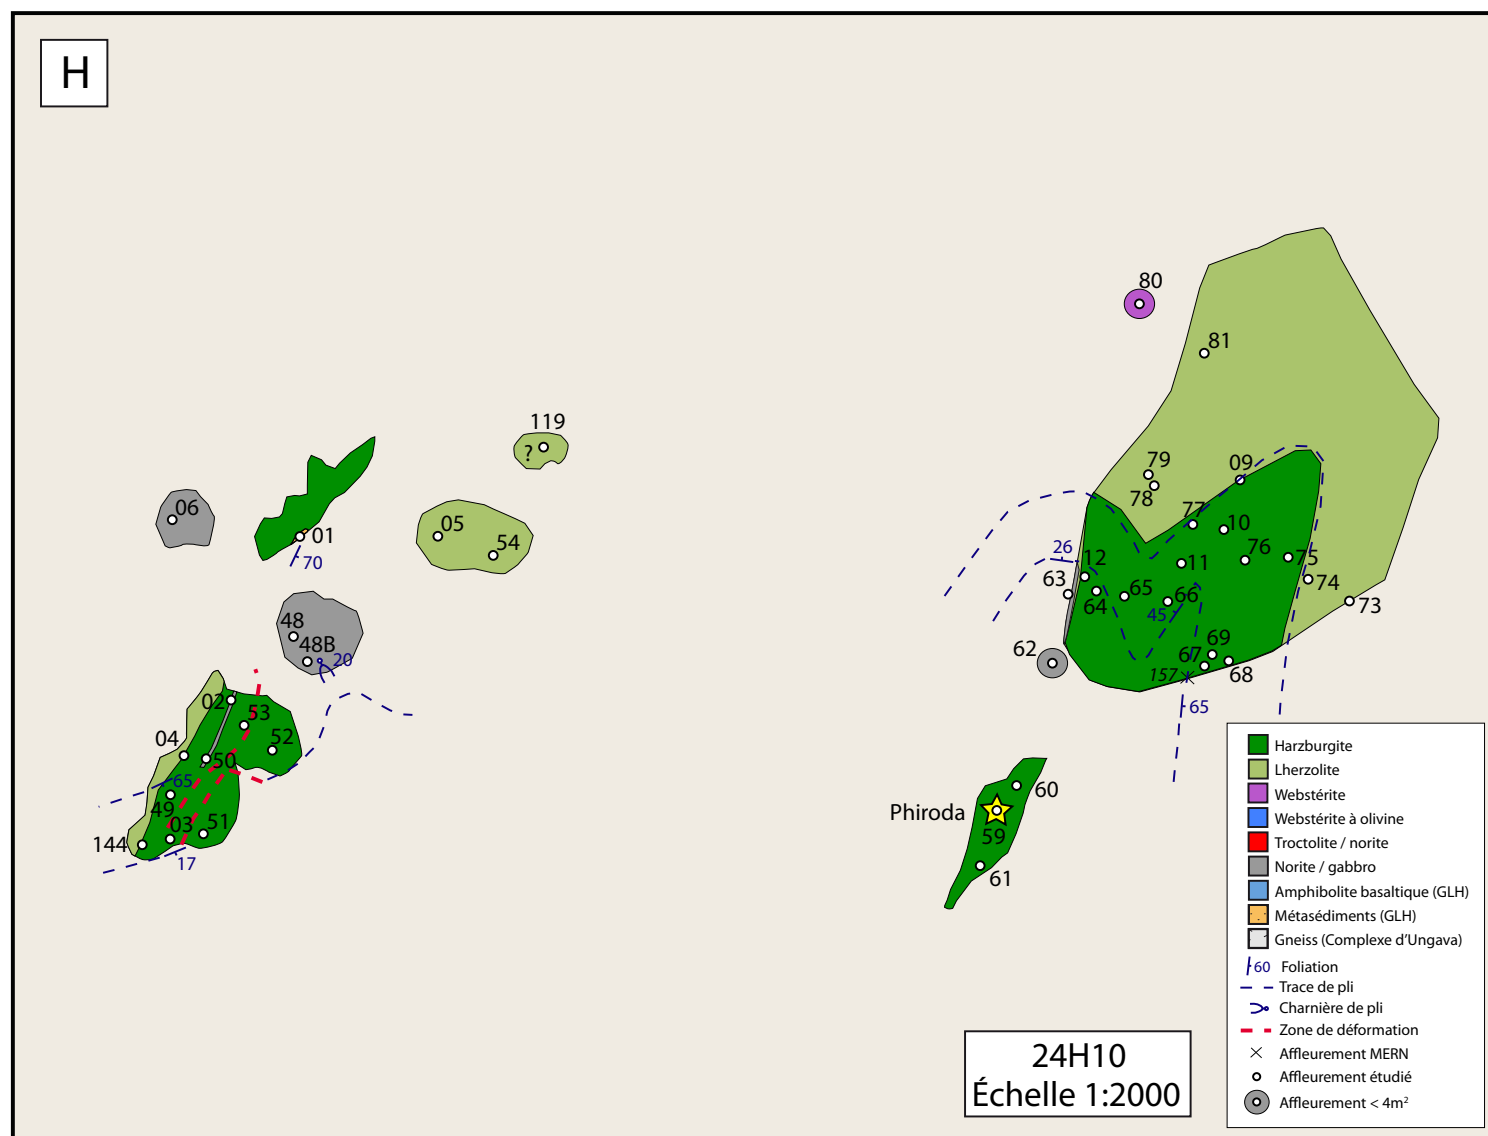 H
80
81
119
?
79
09
78
06
77
10
01
05
54
26
12
11
76
75
70
63
74
64
65
66
73
45
48
48B
20
62
69
67
157
68
02
65
53
04
52
50
65
49
60
Phiroda
03
51
59
144
17
61
Harzburgite
Lherzolite
Webstérite
Webstérite à olivine
Troctolite / norite
Norite / gabbro
Amphibolite basaltique (GLH)
Métasédiments (GLH)
Gneiss (Complexe d'Ungava)
60 Foliation
Trace de pli
Charnière de pli
Zone de déformation
Affleurement MERN
Affleurement étudié
Affleurement < 4m²
24H10
Échelle 1:2000